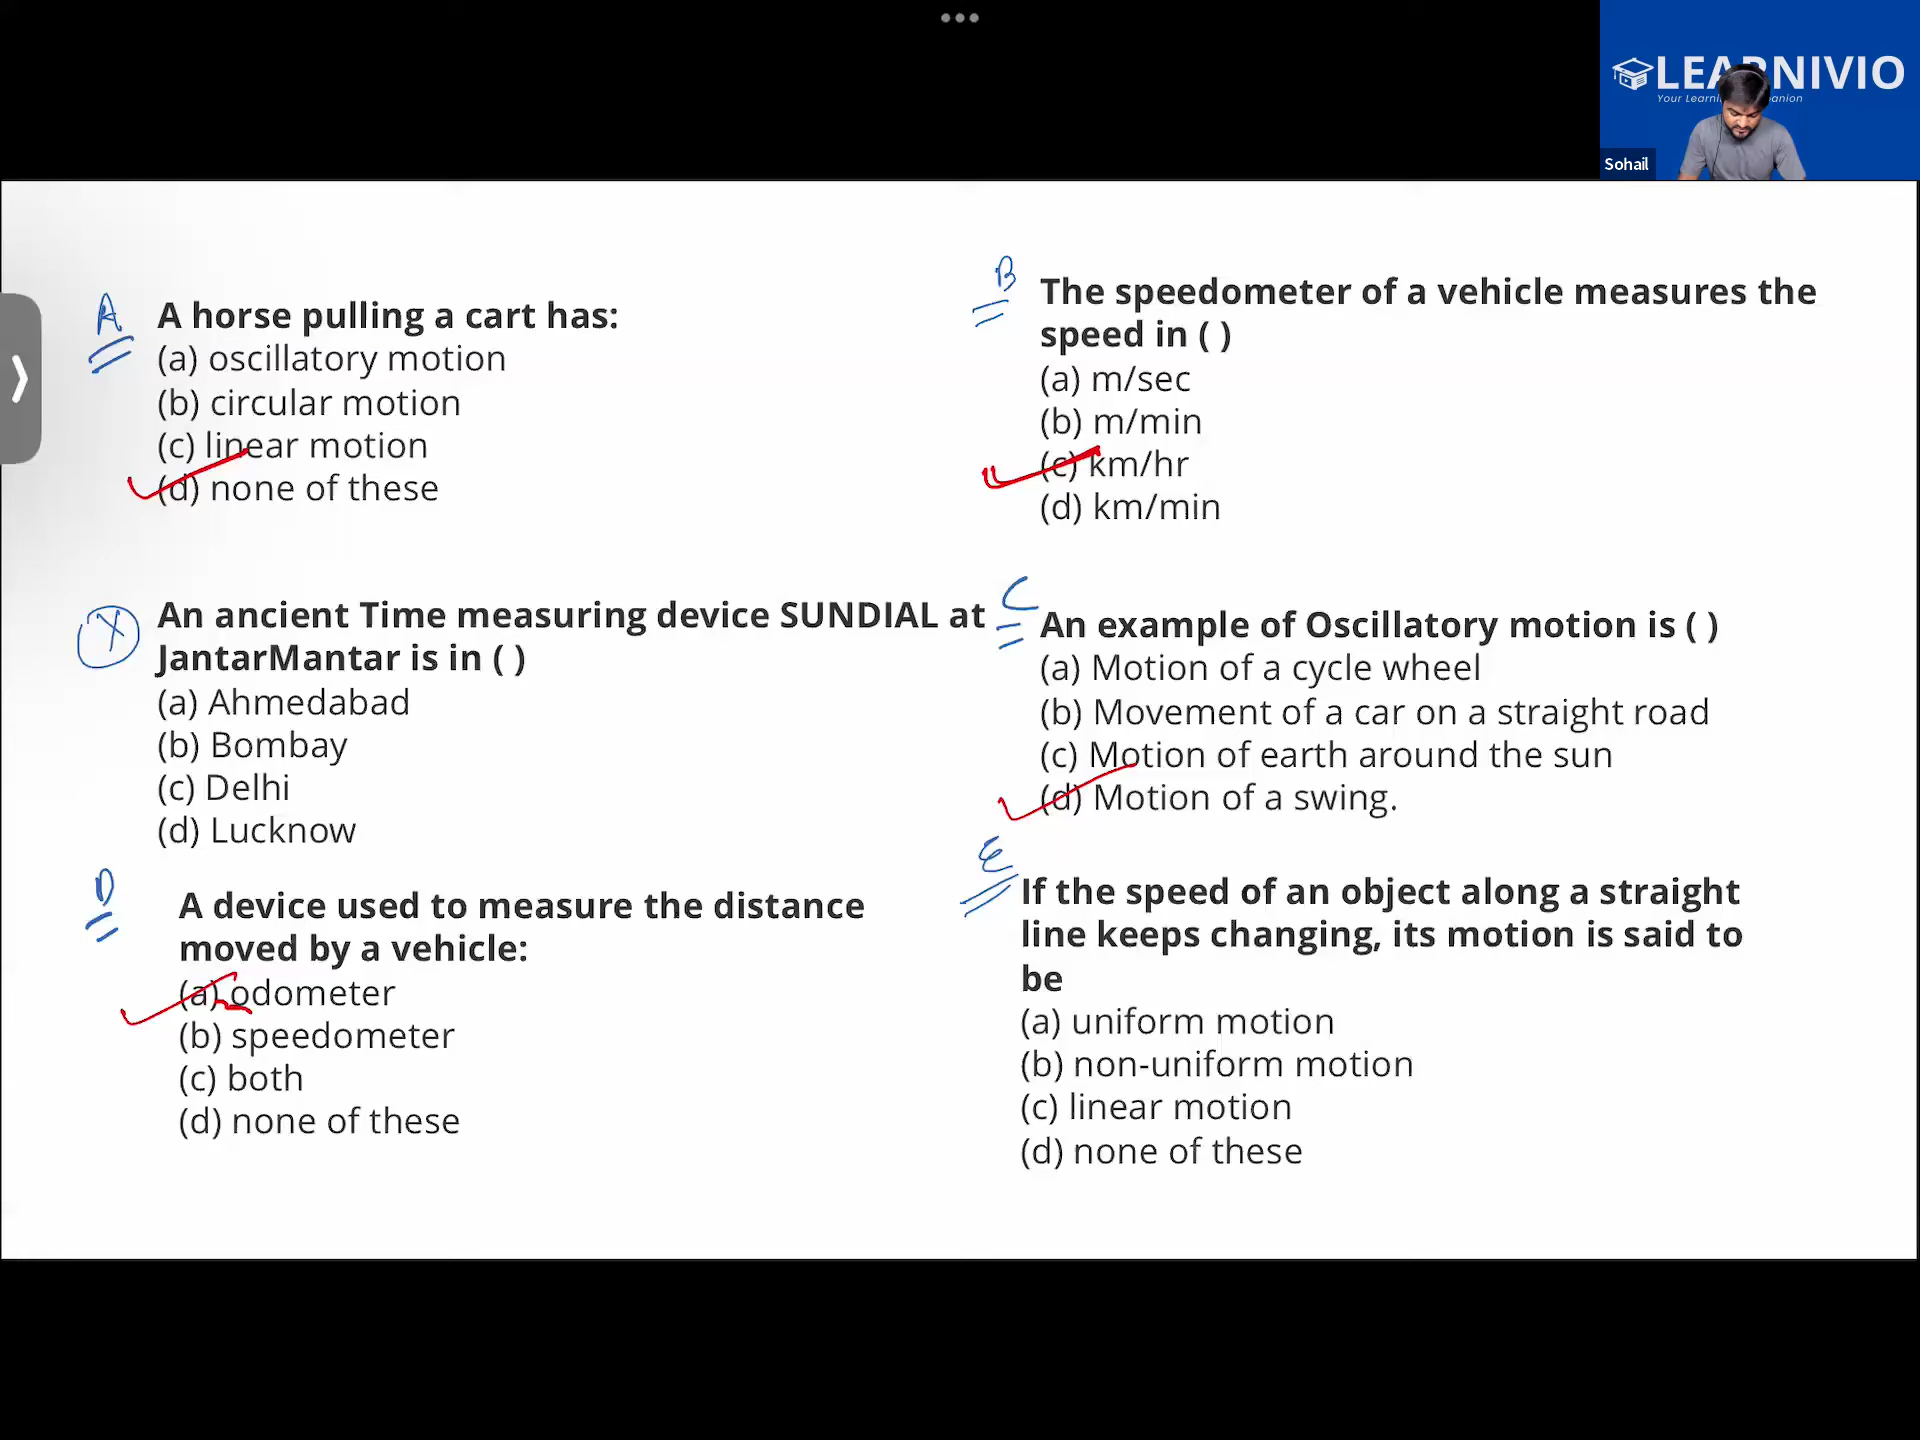 LEARNIVIO
Sohail
A
A horse pulling a cart has:
(a) oscillatory motion
(b) circular motion
(c) linear motion
(d) none of these
B
The speedometer of a vehicle measures the
speed in ( )
(a) m/sec
(b) m/min
(c) km/hr
(d) km/min
X
An ancient Time measuring device SUNDIAL at
JantarMantar is in ( )
(a) Ahmedabad
(b) Bombay
(c) Delhi
(d) Lucknow
C
An example of Oscillatory motion is ( )
(a) Motion of a cycle wheel
(b) Movement of a car on a straight road
(c) Motion of earth around the sun
(d) Motion of a swing.
D
A device used to measure the distance
moved by a vehicle:
(a) odometer
(b) speedometer
(c) both
(d) none of these
E
If the speed of an object along a straight
line keeps changing, its motion is said to
be
(a) uniform motion
(b) non-uniform motion
(c) linear motion
(d) none of these